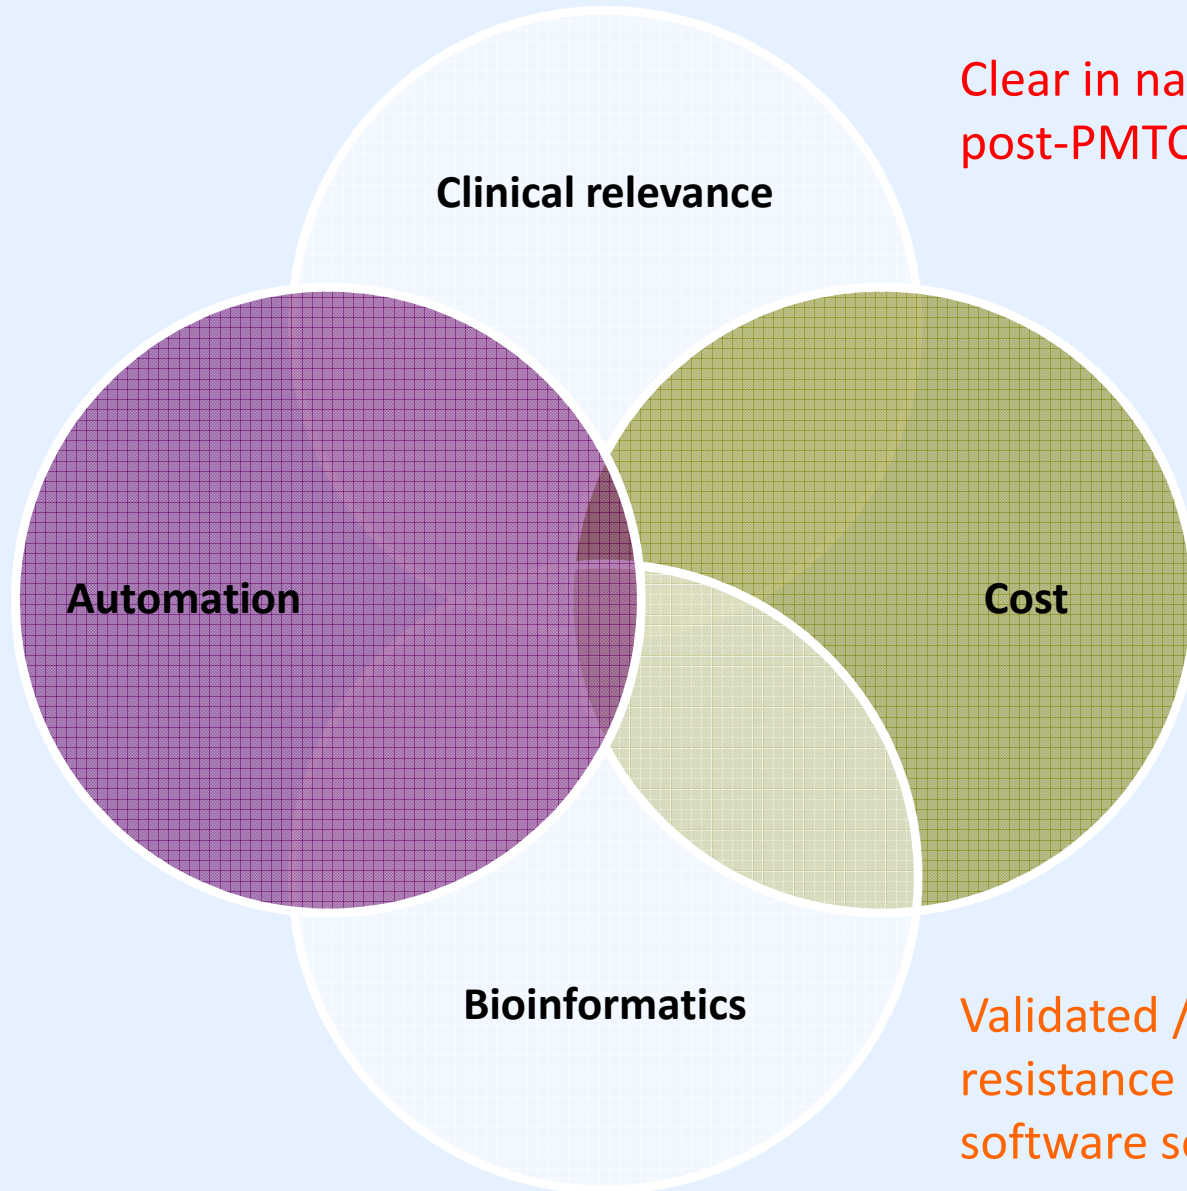 Clear in na
post-PMTC
Clinical relevance
Automation
Cost
Bioinformatics
Validated /
resistance
software s